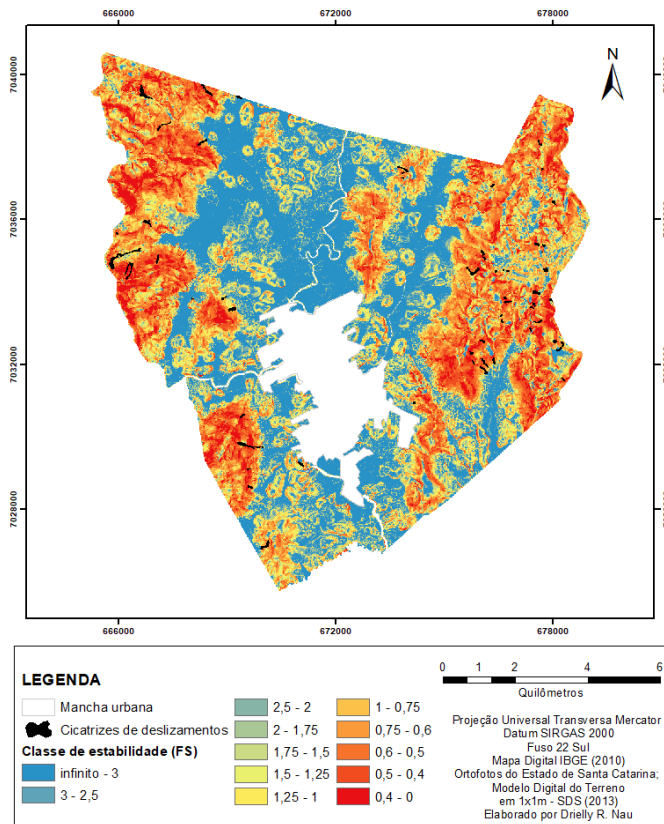 666000 672000 678000
N
7040000
7036000
7032000
7028000
666000 672000 678000
LEGENDA
Mancha urbana
Cicatrizes de deslizamentos
Classe de estabilidade (FS)
infinito - 3
3 - 2,5
2,5 - 2
2 - 1,75
1,75 - 1,5
1,5 - 1,25
1,25 - 1
1 - 0,75
0,75 - 0,6
0,6 - 0,5
0,5 - 0,4
0,4 - 0
0 1 2 4 6
Quilômetros
Projeção Universal Transversa Mercator
Datum SIRGAS 2000
Fuso 22 Sul
Mapa Digital IBGE (2010)
Ortofotos do Estado de Santa Catarina;
Modelo Digital do Terreno
em 1x1m - SDS (2013)
Elaborado por Drielly R. Nau